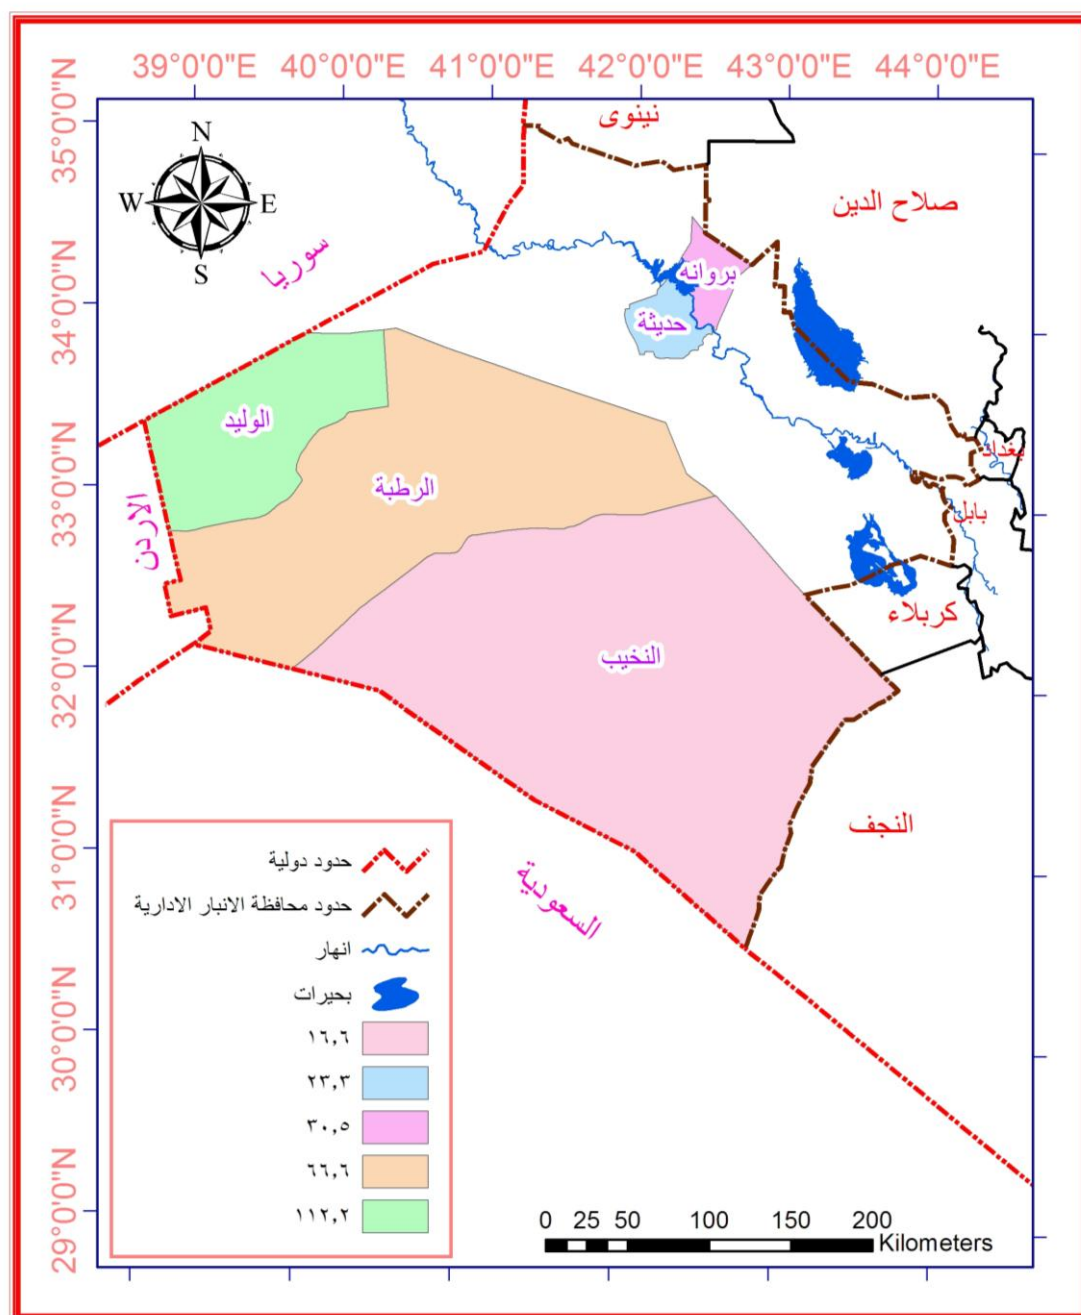 39°0'0"E 40°0'0"E 41°0'0"E 42°0'0"E 43°0'0"E 44°0'0"E
35°0'0"N
34°0'0"N
33°0'0"N
32°0'0"N
31°0'0"N
30°0'0"N
29°0'0"N
N
W E
S
نينوى
صلاح الدين
سوريا
بروانه
حديثة
الوليد
بغداد
الرطبة
بابل
الاردن
كربلاء
النخيب
النجف
السعودية
حدود دولية
حدود محافظة الانبار الادارية
انهار
بحيرات
١٦,٦
٢٣,٣
٣٠,٥
٦٦,٦
١١٢,٢
0 25 50 100 150 200
Kilometers